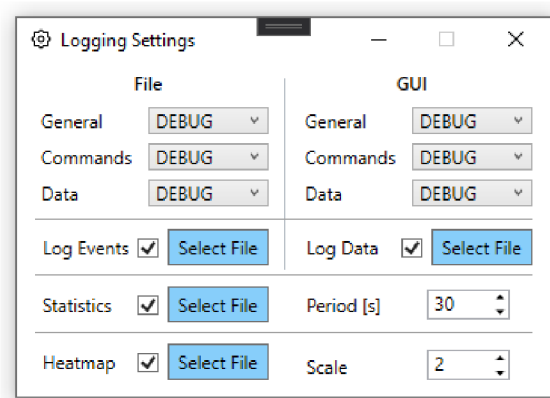 Logging Settings
File GUI
General DEBUG General DEBUG
Commands DEBUG Commands DEBUG
Data DEBUG Data DEBUG
Log Events Select File Log Data Select File
Statistics Select File Period [s] 30
Heatmap Select File Scale 2